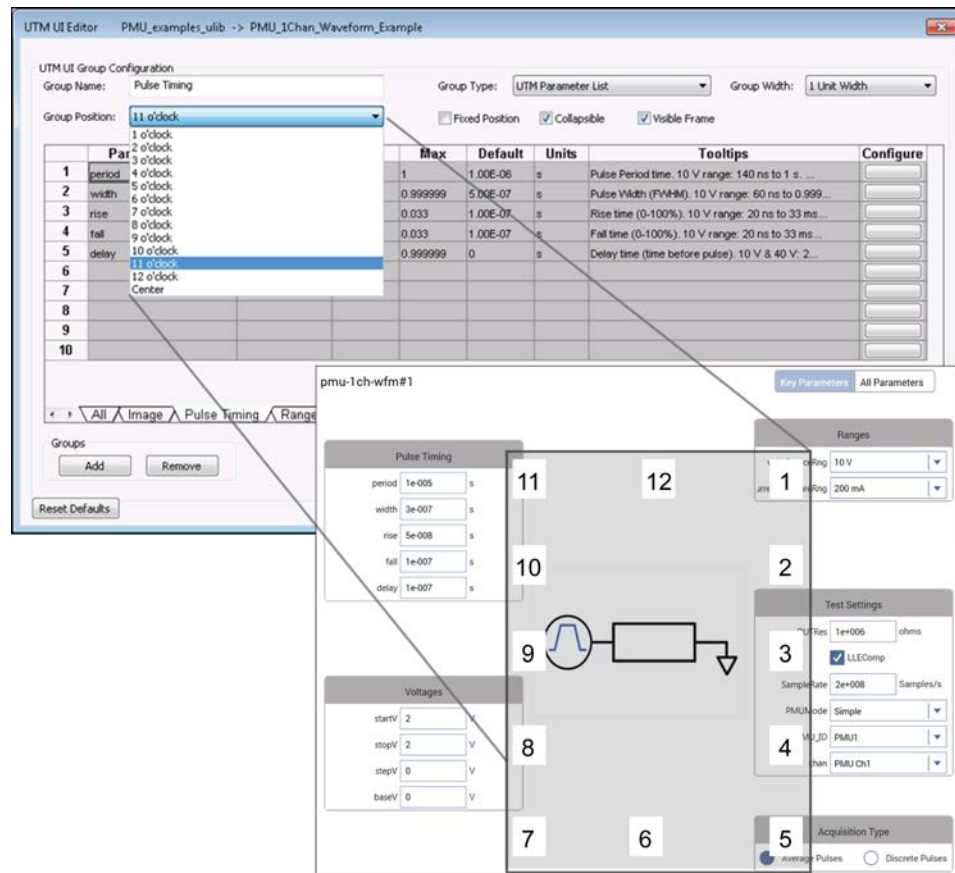 UTM UI Editor PMU_examples_ulib -> PMU_1Chan_Waveform_Example
UTM UI Group Configuration
Group Name: Pulse Timing Group Type: UTM Parameter List Group Width: 1 Unit Width
Group Position: 11 o'clock Fixed Position Collapsible Visible Frame
Max Default Units Tooltips Configure
1 period 1 1.00E-06 s Pulse Period time. 10 V range: 140 ns to 1 s. ...
2 width 0.999999 5.00E-07 s Pulse Width (FWHM). 10 V range: 60 ns to 0.999...
3 rise 0.033 1.00E-07 s Rise time (0-100%). 10 V range: 20 ns to 33 ms...
4 fall 0.033 1.00E-07 s Fall time (0-100%). 10 V range: 20 ns to 33 ms...
5 delay 0.999999 0 s Delay time (time before pulse). 10 V & 40 V: 2...
6
7
8
9
10
1 o'clock
2 o'clock
3 o'clock
4 o'clock
5 o'clock
6 o'clock
7 o'clock
8 o'clock
9 o'clock
10 o'clock
11 o'clock
12 o'clock
Center
All Image Pulse Timing Range
Groups
Add Remove
Reset Defaults
pmu-1ch-wfm#1
Key Parameters All Parameters
Pulse Timing
period 1e-005 s
width 3e-007 s
rise 5e-008 s
fall 1e-007 s
delay 1e-007 s
Voltages
startV 2 V
stopV 2 V
stepV 0 V
baseV 0 V
11 12 1
10 2
9 3
8 4
7 6 5
Ranges
10 V
200 mA
Test Settings
1e+006 ohms
LLEComp
SampleRate 2e+008 Samples/s
PMUMode Simple
PMU1
PMU Ch1
Acquisition Type
Average Pulses Discrete Pulses